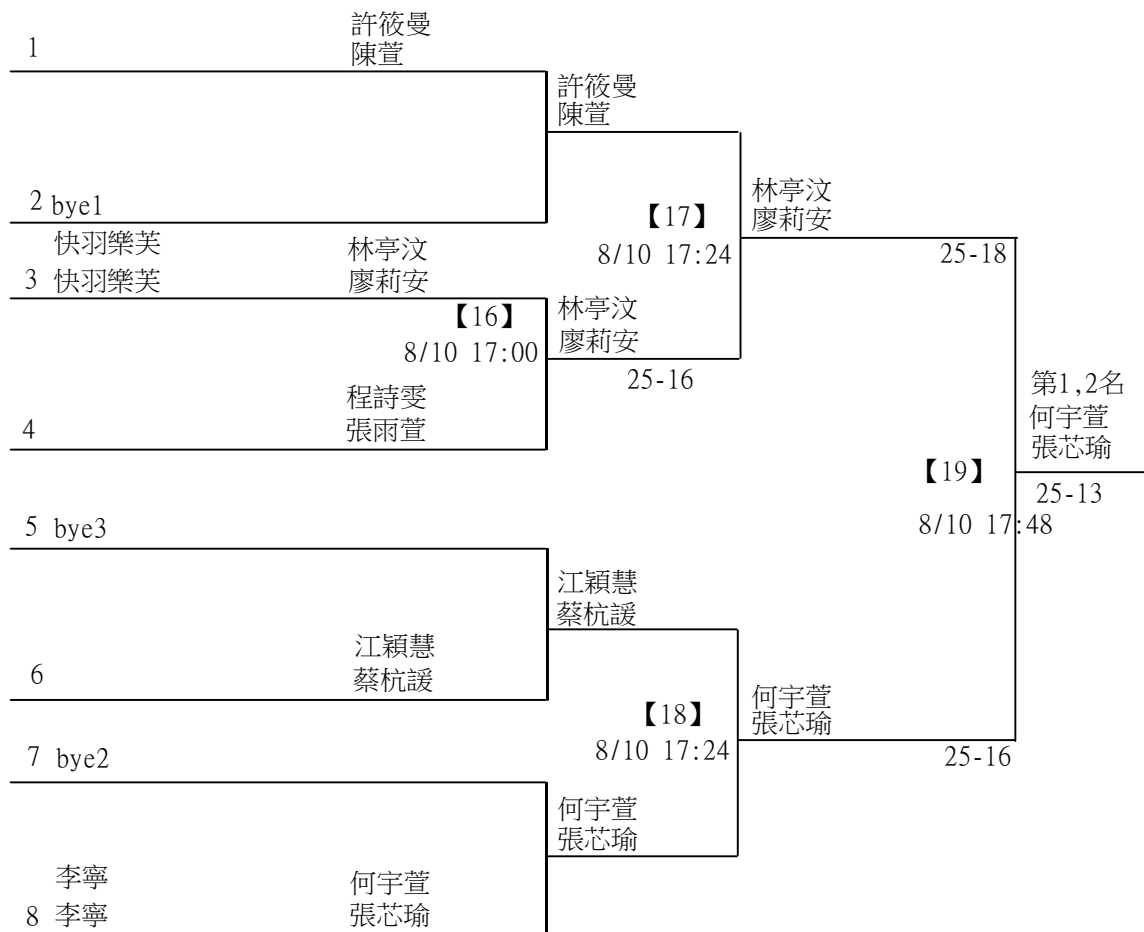 許筱曼
1 陳萱
許筱曼
陳萱
2 bye1
林亭汶
【17】 廖莉安
快羽樂芙 林亭汶
8/10 17:24 25-18
3 快羽樂芙 廖莉安
【16】 林亭汶
8/10 17:00 廖莉安
25-16
程詩雯
4 張雨萱
第1,2名
何宇萱
張芯瑜
【19】
25-13
5 bye3
8/10 17:48
江穎慧
蔡杭諼
江穎慧
6 蔡杭諼
何宇萱
【18】 張芯瑜
8/10 17:24 25-16
7 bye2
何宇萱
張芯瑜
李寧 何宇萱
8 李寧 張芯瑜